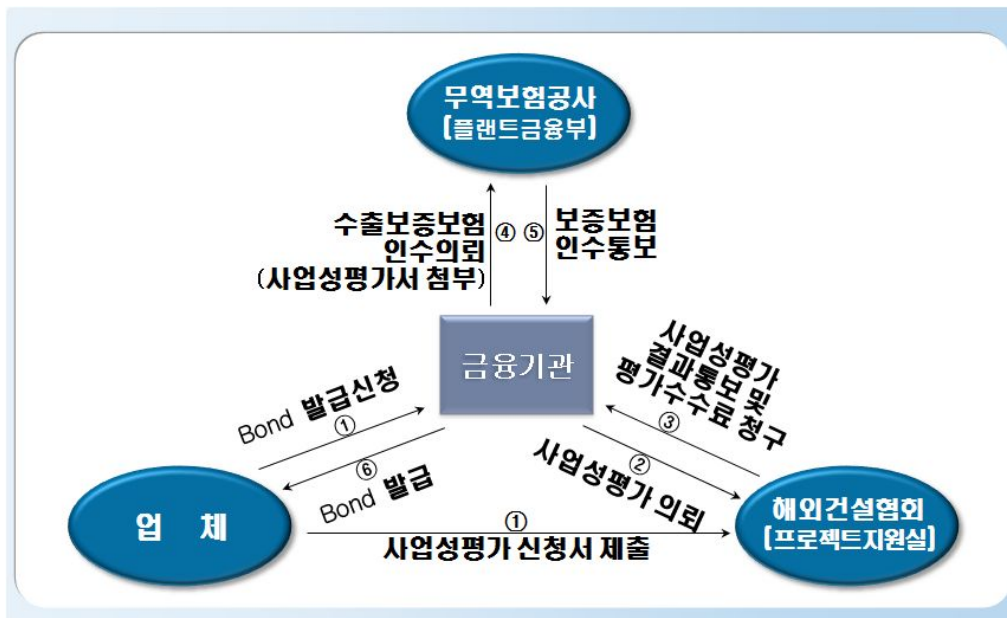 무역보험공사
(플랜트금융부)
수출보증보험
인수의뢰
(사업성평가서 첨부)
④ ⑤
보증보험
인수통보
금융기관
사업성평가
결과통보 및
평가수수료 청구
③
Bond 발급신청
①
⑥
Bond 발급
②
사업성평가 의뢰
업 체
①
사업성평가 신청서 제출
해외건설협회
(프로젝트지원실)